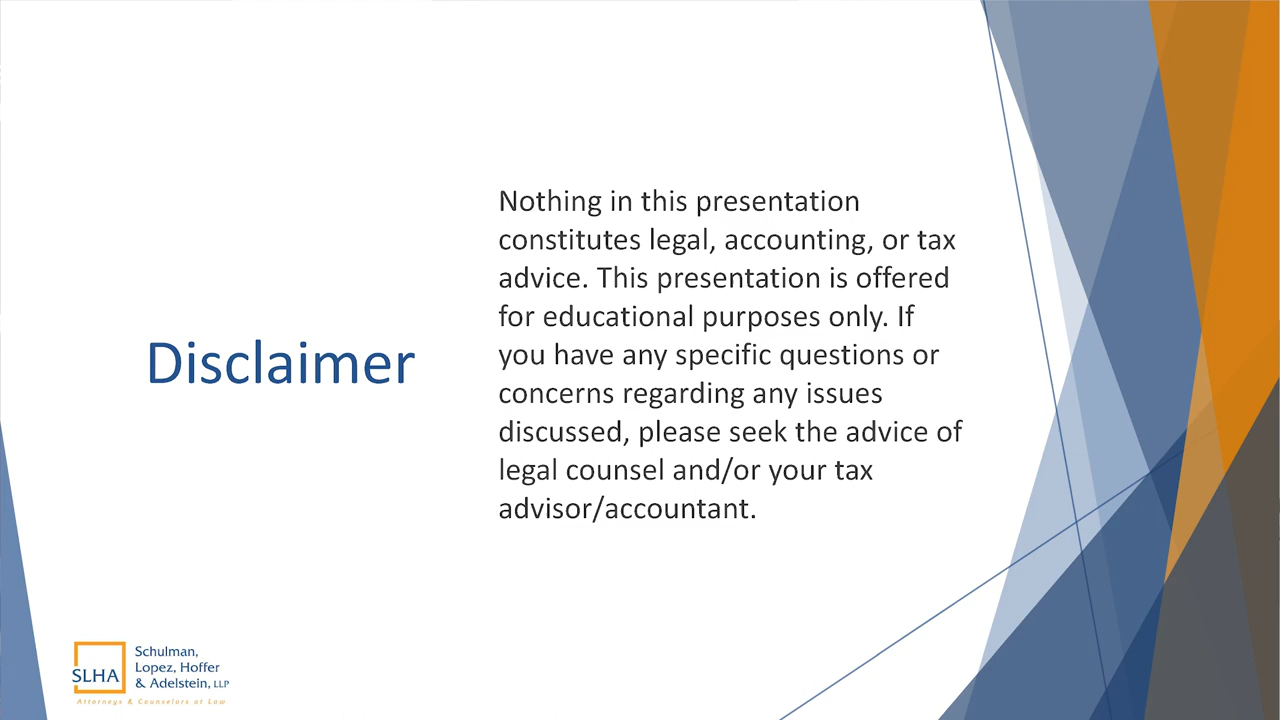 Disclaimer
Nothing in this presentation
constitutes legal, accounting, or tax
advice. This presentation is offered
for educational purposes only. If
you have any specific questions or
concerns regarding any issues
discussed, please seek the advice of
legal counsel and/or your tax
advisor/accountant.
SLHA
Schulman,
Lopez, Hoffer
& Adelstein, LLP
Attorneys & Counselors at Law